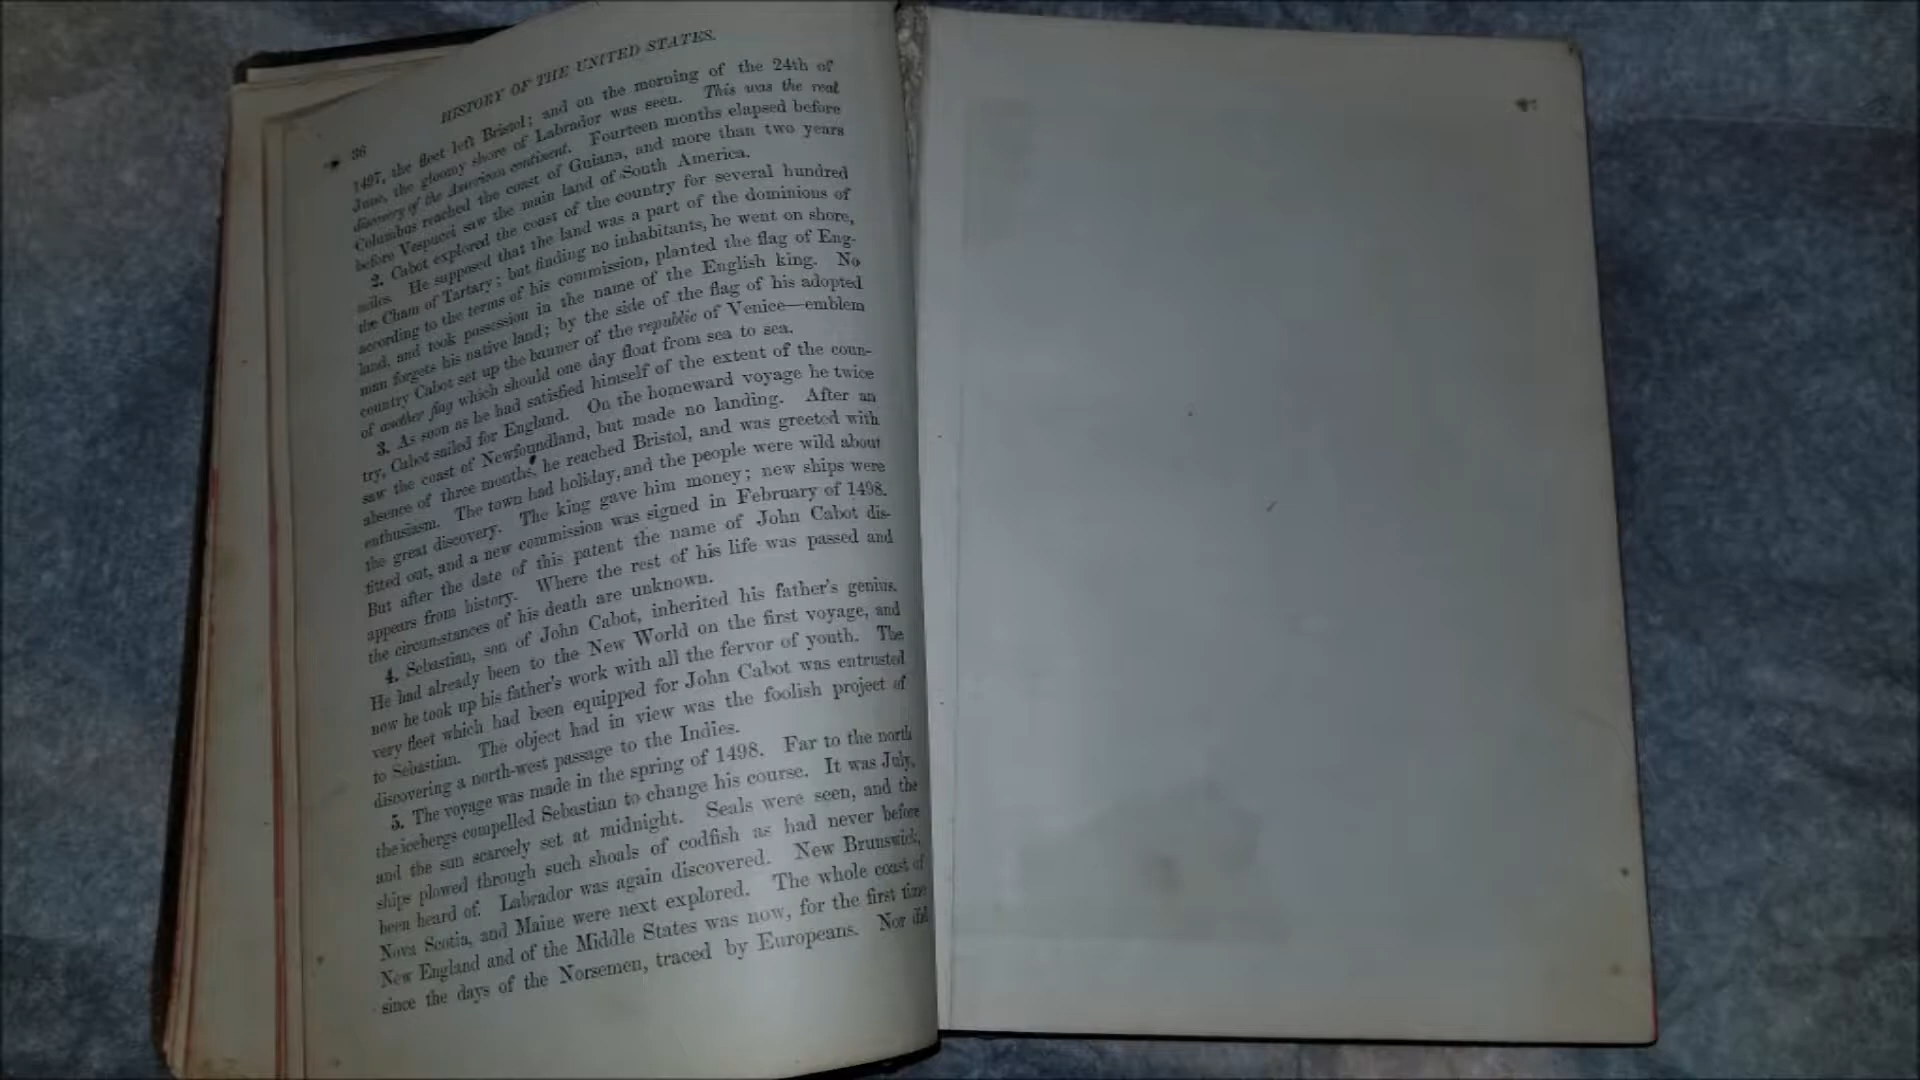 36
HISTORY OF THE UNITED STATES.
1497, the fleet left Bristol; and on the morning of the 24th of
June, the gloomy shore of Labrador was seen. This was the real
discovery of the American continent. Fourteen months elapsed before
Columbus reached the coast of Guiana, and more than two years
before Vespucci saw the main land of South America.
2. Cabot explored the coast of the country for several hundred
miles. He supposed that the land was a part of the dominions of
the Cham of Tartary; but finding no inhabitants, he went on shore,
according to the terms of his commission, planted the flag of Eng-
land, and took possession in the name of the English king. No
man forgets his native land; by the side of the flag of his adopted
country Cabot set up the banner of the republic of Venice—emblem
of another flag which should one day float from sea to sea.
3. As soon as he had satisfied himself of the extent of the coun-
try, Cabot sailed for England. On the homeward voyage he twice
saw the coast of Newfoundland, but made no landing. After an
absence of three months, he reached Bristol, and was greeted with
enthusiasm. The town had holiday, and the people were wild about
the great discovery. The king gave him money; new ships were
fitted out, and a new commission was signed in February of 1498.
But after the date of this patent the name of John Cabot dis-
appears from history. Where the rest of his life was passed and
the circumstances of his death are unknown.
4. Sebastian, son of John Cabot, inherited his father's genius.
He had already been to the New World on the first voyage, and
now he took up his father's work with all the fervor of youth. The
very fleet which had been equipped for John Cabot was entrusted
to Sebastian. The object had in view was the foolish project of
discovering a north-west passage to the Indies.
5. The voyage was made in the spring of 1498. Far to the north
the icebergs compelled Sebastian to change his course. It was July,
and the sun scarcely set at midnight. Seals were seen, and the
ships plowed through such shoals of codfish as had never before
been heard of. Labrador was again discovered. New Brunswick,
Nova Scotia, and Maine were next explored. The whole coast of
New England and of the Middle States was now, for the first time
since the days of the Norsemen, traced by Europeans. Nor did